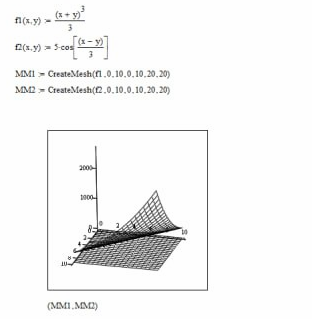 f1(x,y) := (x + y)^3 / 3
f2(x,y) := 5·cos[(x − y) / 3]
MM1 := CreateMesh(f1,0,10,0,10,20,20)
MM2 := CreateMesh(f2,0,10,0,10,20,20)
2000
1000
0 0 2 4 10
2
4
6
8
10
(MM1,MM2)